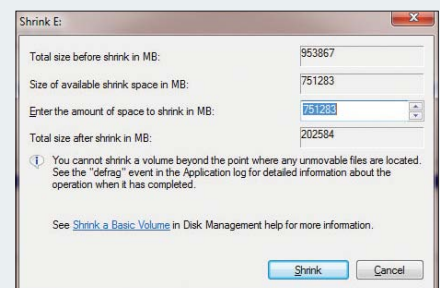 Shrink E:
Total size before shrink in MB: 953867
Size of available shrink space in MB: 751283
Enter the amount of space to shrink in MB: 751283
Total size after shrink in MB: 202584
You cannot shrink a volume beyond the point where any unmovable files are located.
See the "defrag" event in the Application log for detailed information about the
operation when it has completed.
See Shrink a Basic Volume in Disk Management help for more information.
Shrink Cancel